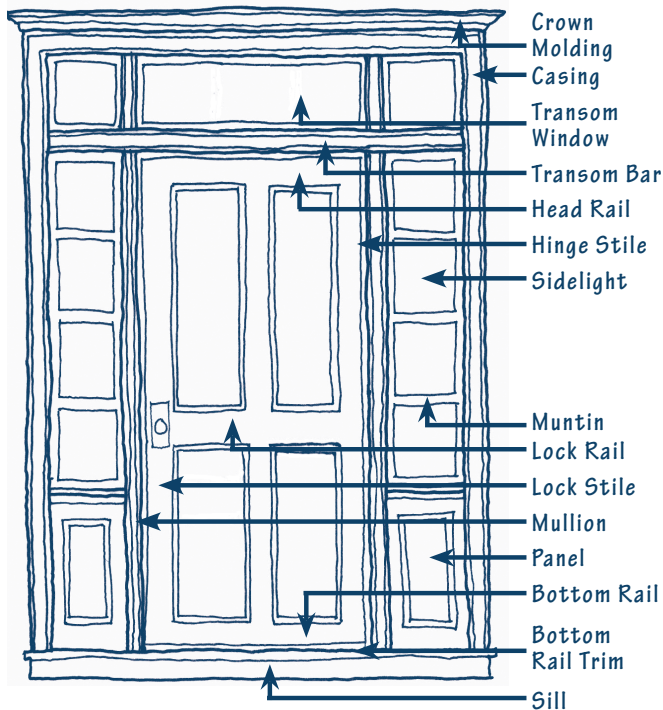 Crown
Molding
Casing
Transom
Window
Transom Bar
Head Rail
Hinge Stile
Sidelight
Muntin
Lock Rail
Lock Stile
Mullion
Panel
Bottom Rail
Bottom
Rail Trim
Sill